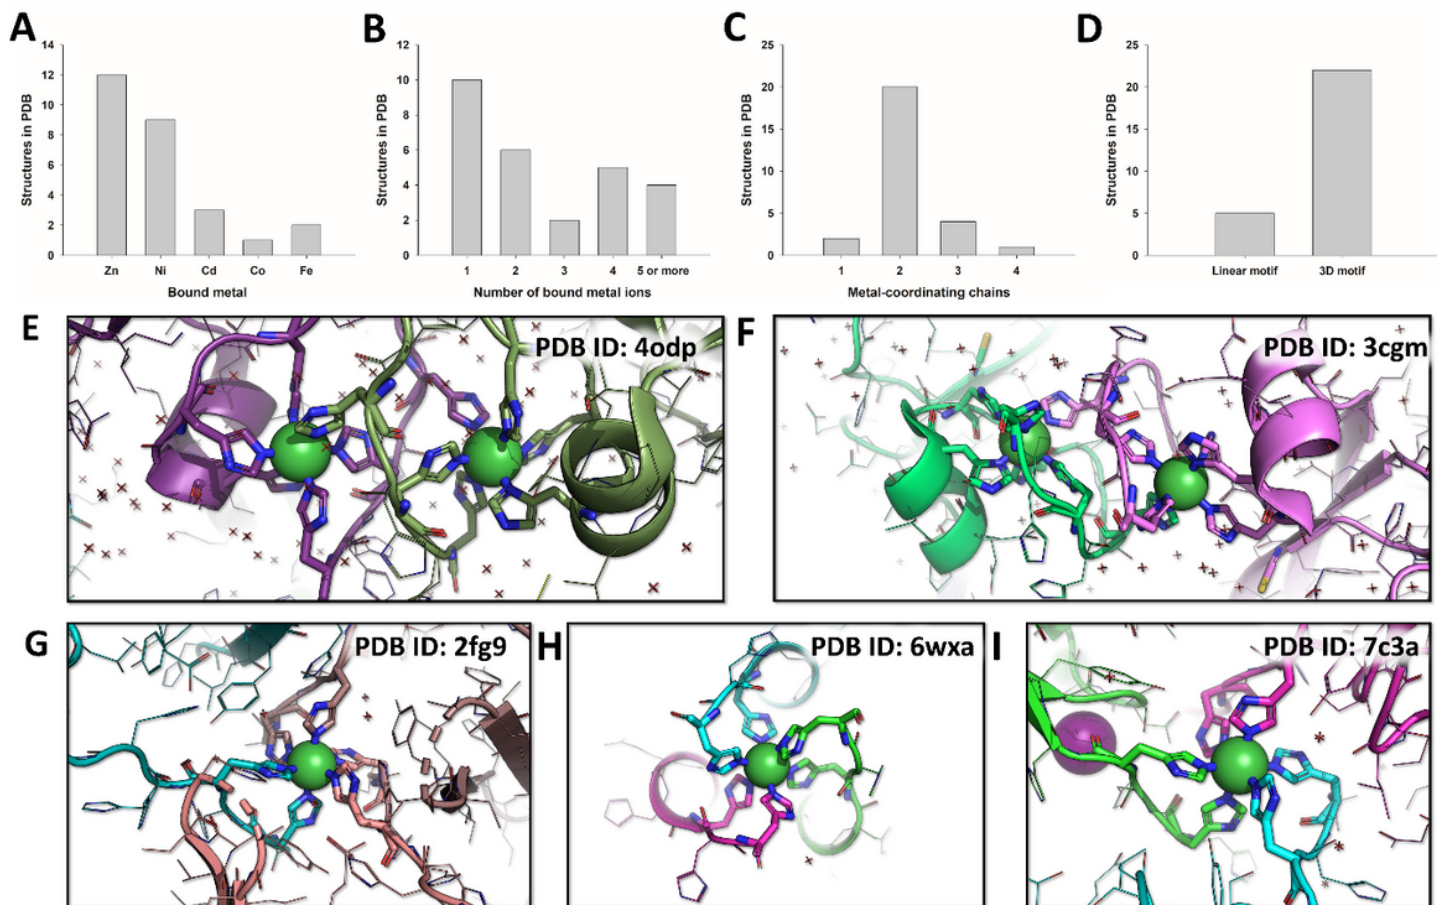 A
Structures in PDB
14
12
10
8
6
4
2
0
Zn Ni Cd Co Fe
Bound metal
B
Structures in PDB
12
10
8
6
4
2
0
1 2 3 4 5 or more
Number of bound metal ions
C
Structures in PDB
25
20
15
10
5
0
1 2 3 4
Metal-coordinating chains
D
Structures in PDB
25
20
15
10
5
0
Linear motif 3D motif
E
PDB ID: 4odp
F
PDB ID: 3cgm
G
PDB ID: 2fg9
H
PDB ID: 6wxa
I
PDB ID: 7c3a